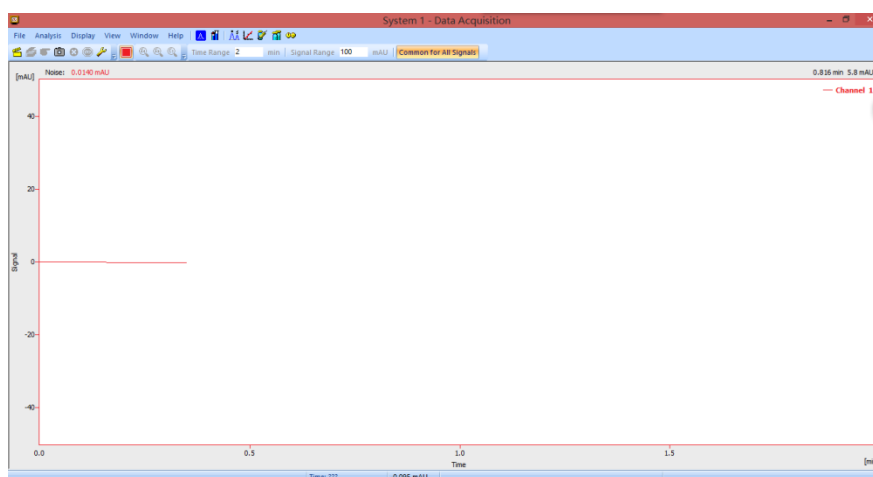 System 1 - Data Acquisition
File Analysis Display View Window Help
Time Range 2 min Signal Range 100 mAU Common for All Signals
Noise: 0.0140 mAU
0.816 min 5.8 mAU
[mAU]
Channel 1
40
20
0
-20
-40
Signal
0.0 0.5 1.0 1.5
Time
Time: ??? 0.095 mAU